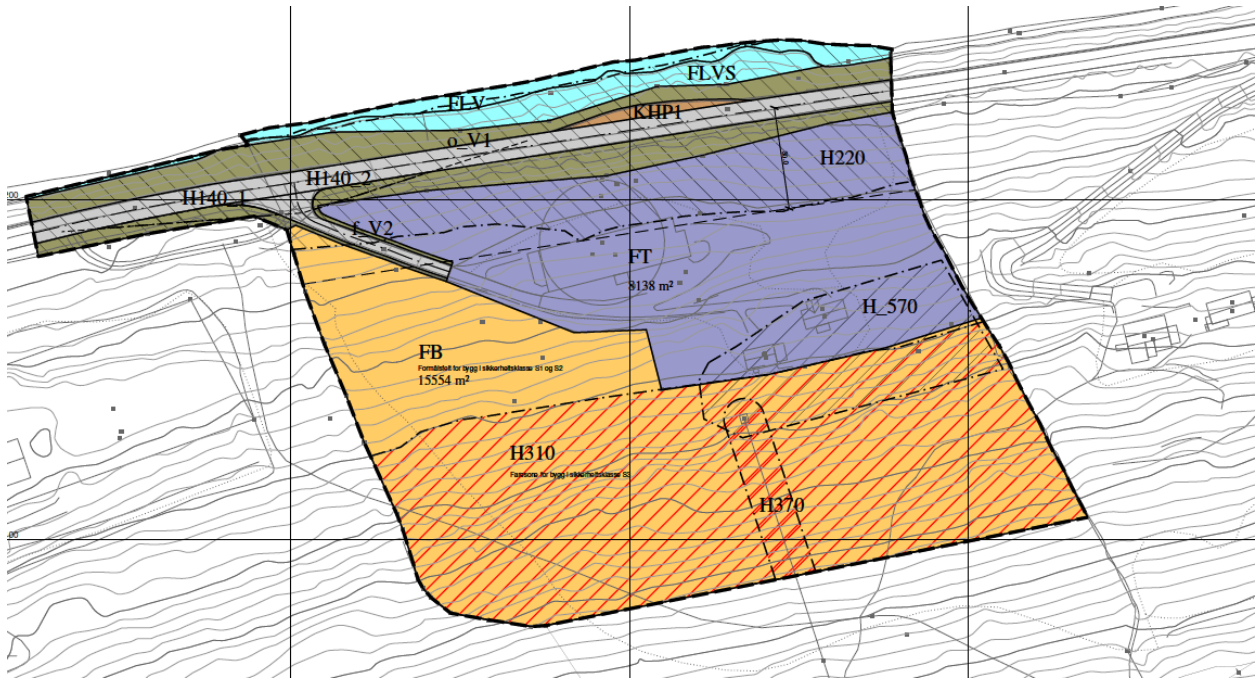 FLVS
FLV
KHP1
o_V1
H220
H140_2
H140_1
f_V2
FT
8138 m²
H_570
FB
Formålsfelt for bygg i sikkerhetsklasse S1 og S2
15554 m²
H310
Faresone for bygg i sikkerhetsklasse S3
H370